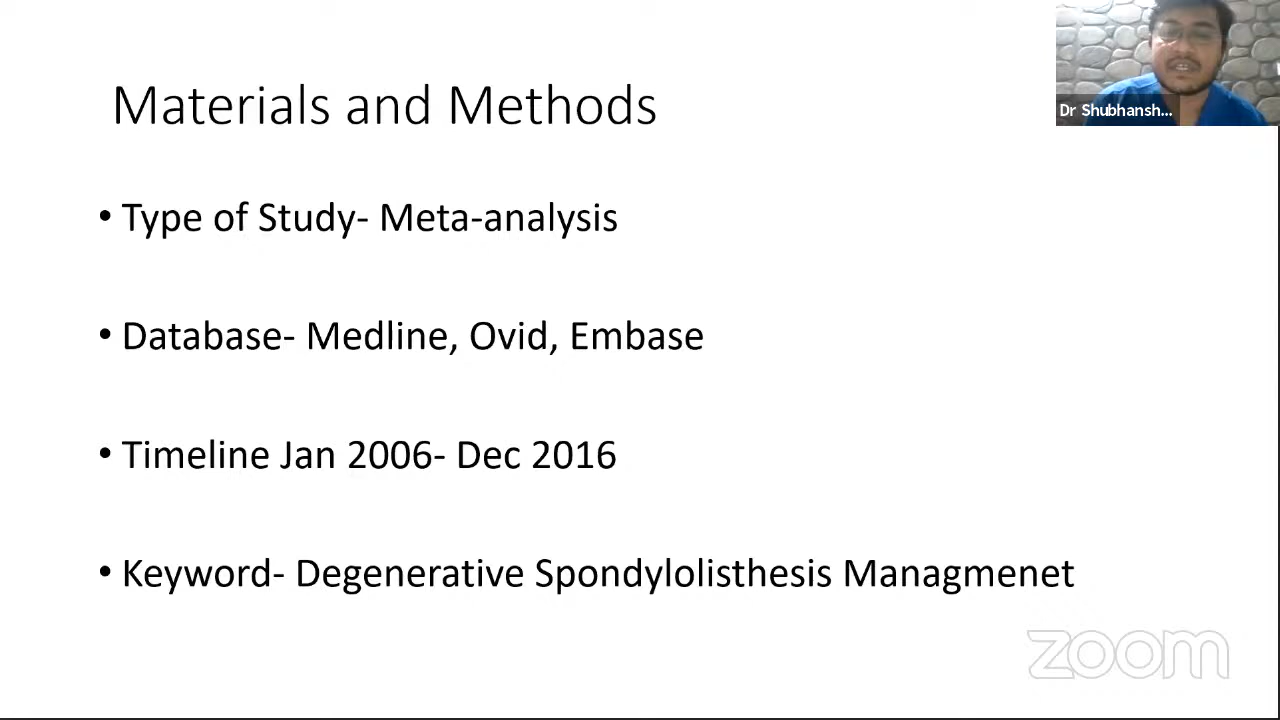 Materials and Methods
Dr Shubhansh...
• Type of Study- Meta-analysis
• Database- Medline, Ovid, Embase
• Timeline Jan 2006- Dec 2016
• Keyword- Degenerative Spondylolisthesis Managmenet
zoom